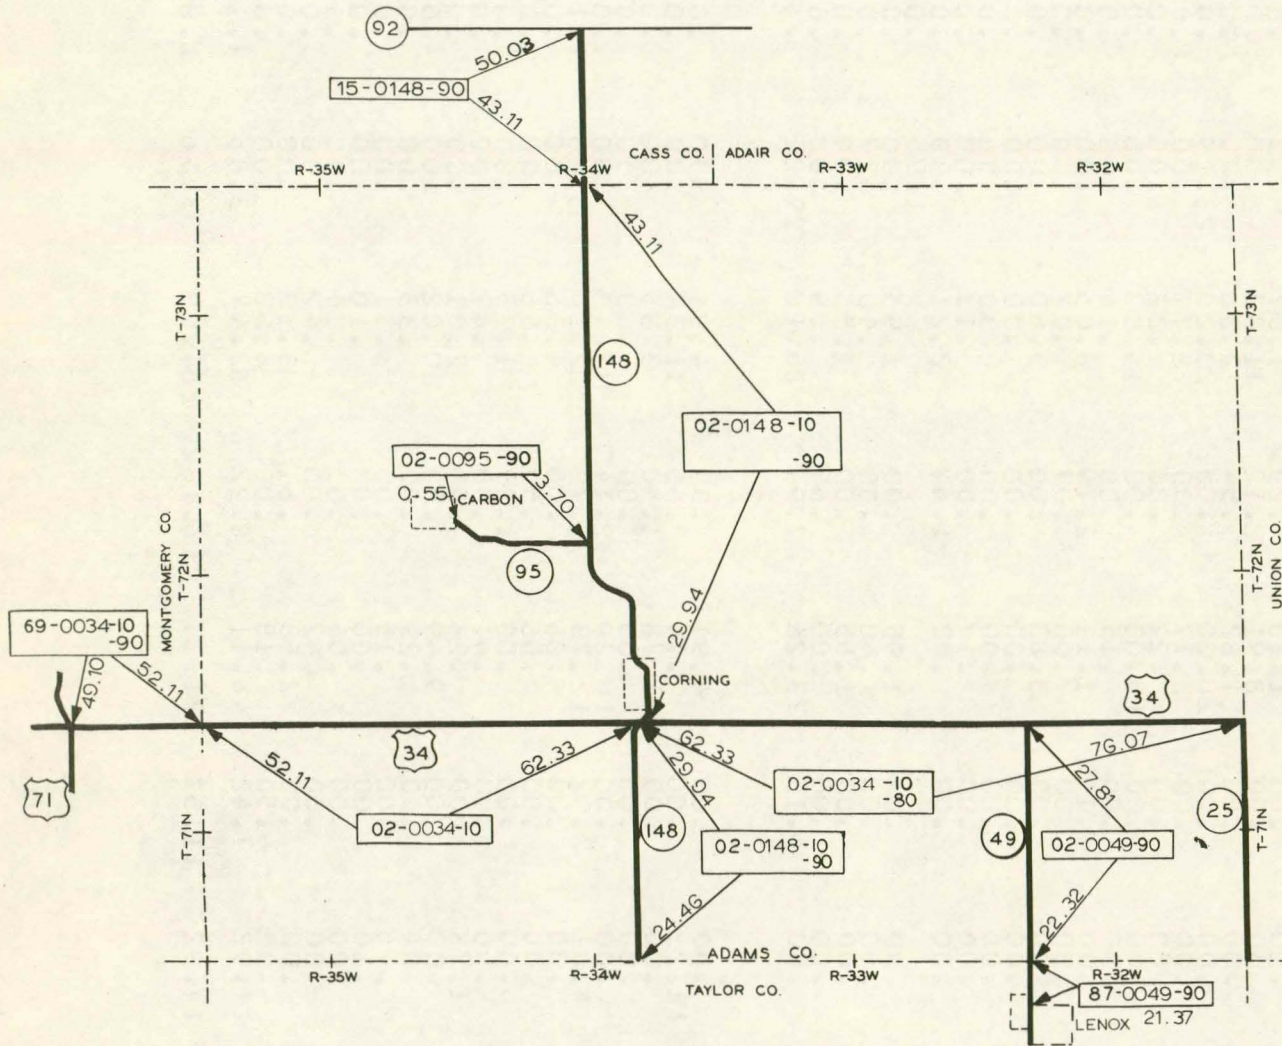 92
50.03
15-0148-90
43.11
CASS CO. ADAIR CO.
R-35W
R-34W
R-33W
R-32W
43.11
T-73N
T-73N
148
02-0148-10
-90
02-0095-90
0.55
CARBON
3.70
95
MONTGOMERY CO.
T-72N
T-72N
UNION CO.
69-0034-10
-90
49.10
52.11
29.94
CORNING
34
34
71
52.11
62.33
62.33
29.94
76.07
02-0034-10
-80
27.81
02-0034-10
148
02-0148-10
-90
49
02-0049-90
25
T-71N
T-71N
24.46
22.32
ADAMS CO.
R-35W
R-34W
R-33W
R-32W
TAYLOR CO.
87-0049-90
LENOX 21.37